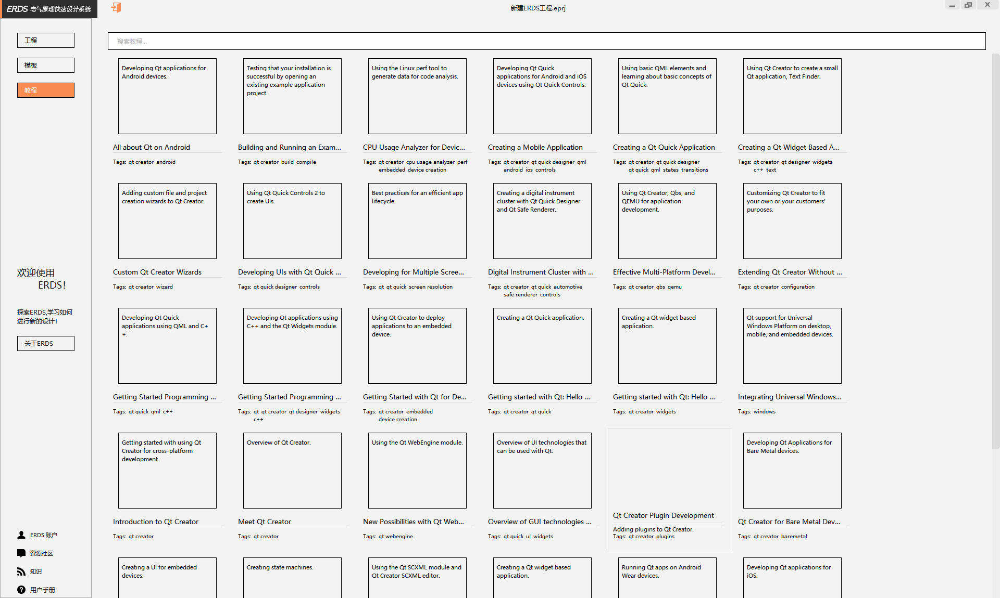 ERDS 电气原理快速设计系统
新建ERDS工程.eprj
工程
模板
教程
欢迎使用
ERDS!
探索ERDS,学习如何
进行新的设计!
关于ERDS
ERDS 账户
资源社区
知识
用户手册
搜索教程...
Developing Qt applications for
Android devices.
All about Qt on Android
Tags: qt creator android
Testing that your installation is
successful by opening an
existing example application
project.
Building and Running an Exam...
Tags: qt creator build compile
Using the Linux perf tool to
generate data for code analysis.
CPU Usage Analyzer for Devic...
Tags: qt creator cpu usage analyzer perf
embedded device creation
Developing Qt Quick
applications for Android and iOS
devices using Qt Quick Controls.
Creating a Mobile Application
Tags: qt creator qt quick designer qml
android ios controls
Using basic QML elements and
learning about basic concepts of
Qt Quick.
Creating a Qt Quick Application
Tags: qt creator qt quick designer
qt quick qml states transitions
Using Qt Creator to create a small
Qt application, Text Finder.
Creating a Qt Widget Based A...
Tags: qt creator qt designer widgets
c++ text
Adding custom file and project
creation wizards to Qt Creator.
Custom Qt Creator Wizards
Tags: qt creator wizard
Using Qt Quick Controls 2 to
create UIs.
Developing UIs with Qt Quick ...
Tags: qt quick designer controls
Best practices for an efficient app
lifecycle.
Developing for Multiple Scree...
Tags: qt qt quick screen resolution
Creating a digital instrument
cluster with Qt Quick Designer
and Qt Safe Renderer.
Digital Instrument Cluster with ...
Tags: qt creator qt quick automotive
safe renderer controls
Using Qt Creator, Qbs, and
QEMU for application
development.
Effective Multi-Platform Devel...
Tags: qt creator qbs qemu
Customizing Qt Creator to fit
your own or your customers'
purposes.
Extending Qt Creator Without ...
Tags: qt creator configuration
Developing Qt Quick
applications using QML and C+
+.
Getting Started Programming ...
Tags: qt quick qml c++
Developing Qt applications using
C++ and the Qt Widgets module.
Getting Started Programming ...
Tags: qt qt creator qt designer widgets
c++
Using Qt Creator to deploy
applications to an embedded
device.
Getting Started with Qt for De...
Tags: qt creator embedded
device creation
Creating a Qt Quick application.
Getting started with Qt: Hello ...
Tags: qt creator qt quick
Creating a Qt widget based
application.
Getting started with Qt: Hello ...
Tags: qt creator widgets
Qt support for Universal
Windows Platform on desktop,
mobile, and embedded devices.
Integrating Universal Windows...
Tags: windows
Getting started with using Qt
Creator for cross-platform
development.
Introduction to Qt Creator
Tags: qt creator
Overview of Qt Creator.
Meet Qt Creator
Tags: qt creator
Using the Qt WebEngine module.
New Possibilities with Qt Web...
Tags: qt webengine
Overview of UI technologies that
can be used with Qt.
Overview of GUI technologies ...
Tags: qt quick ui widgets
Qt Creator Plugin Development
Adding plugins to Qt Creator.
Tags: qt creator plugins
Developing Qt Applications for
Bare Metal devices.
Qt Creator for Bare Metal Dev...
Tags: qt creator baremetal
Creating a UI for embedded
devices.
Creating state machines.
Using the Qt SCXML module and
Qt Creator SCXML editor.
Creating a Qt widget based
application.
Running Qt apps on Android
Wear devices.
Developing Qt applications for
iOS.